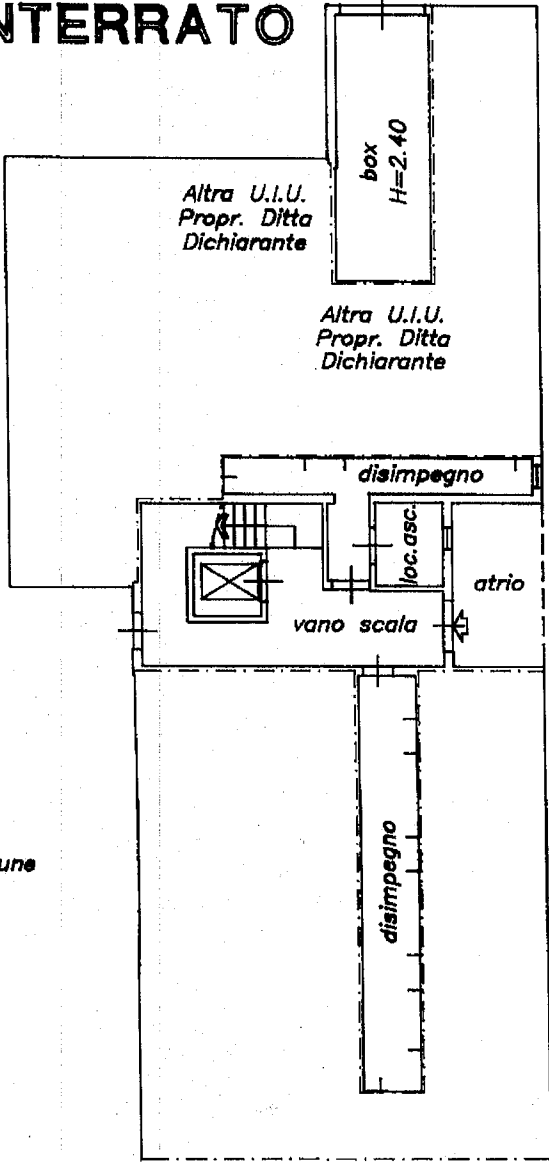 NTERRATO
box
H=2.40
Altra U.I.U.
Propr. Ditta
Dichiarante
Altra U.I.U.
Propr. Ditta
Dichiarante
disimpegno
loc.asc.
atrio
vano scala
une
disimpegno